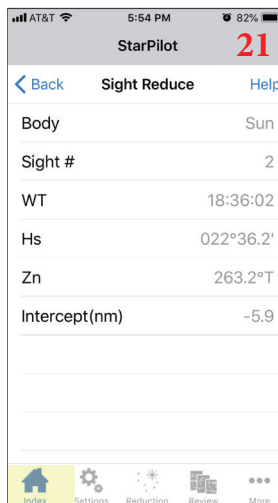 AT&T 5:54 PM 82%
StarPilot 21
Back Sight Reduce Help
Body Sun
Sight # 2
WT 18:36:02
Hs 022°36.2'
Zn 263.2°T
Intercept(nm) -5.9
Index Settings Reduction Review More